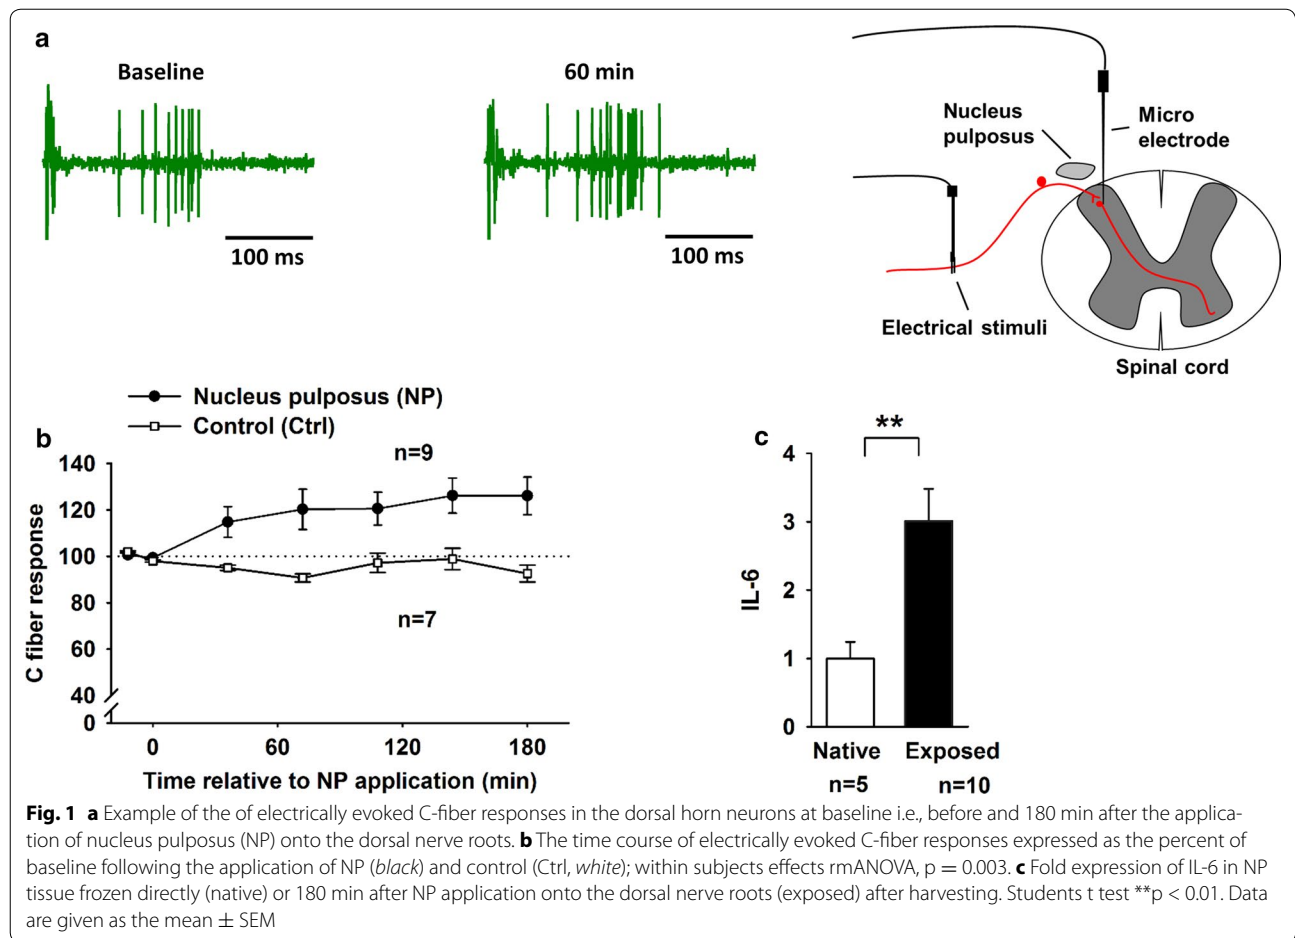 a
Baseline
60 min
100 ms
100 ms
Nucleus
pulposus
Micro
electrode
Electrical stimuli
Spinal cord
b
Nucleus pulposus (NP)
Control (Ctrl)
n=9
n=7
C fiber response
140
120
100
80
60
40
0
0
60
120
180
Time relative to NP application (min)
c
**
IL-6
4
3
2
1
0
Native
Exposed
n=5
n=10
Fig. 1 a Example of the of electrically evoked C-fiber responses in the dorsal horn neurons at baseline i.e., before and 180 min after the applica-
tion of nucleus pulposus (NP) onto the dorsal nerve roots. b The time course of electrically evoked C-fiber responses expressed as the percent of
baseline following the application of NP (black) and control (Ctrl, white); within subjects effects rmANOVA, p = 0.003. c Fold expression of IL-6 in NP
tissue frozen directly (native) or 180 min after NP application onto the dorsal nerve roots (exposed) after harvesting. Students t test **p < 0.01. Data
are given as the mean ± SEM